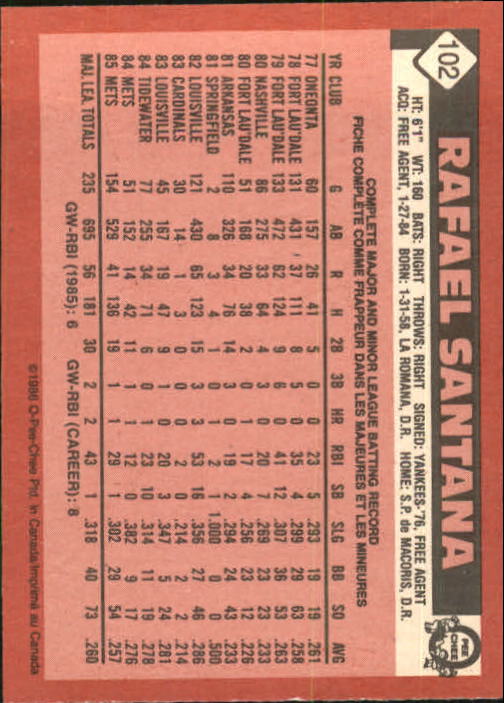 102
RAFAEL SANTANA
HT: 6'1" WT: 160 BATS: RIGHT THROWS: RIGHT SIGNED: YANKEES-'76, FREE AGENT
ACQ: FREE AGENT, 1-27-84 BORN: 1-31-58, LA ROMANA, D.R. HOME: S.P. de MACORIS, D.R.
O PEE CHEE
COMPLETE MAJOR AND MINOR LEAGUE BATTING RECORD
FICHE COMPLÈTE COMME FRAPPEUR DANS LES MAJEURES ET LES MINEURES
YR CLUB G AB R H 2B 3B HR RBI SB SLG BB SO AVG
77 ONEONTA 60 157 26 41 5 0 0 23 5 .293 19 19 .261
78 FORT LAU'DALE 131 431 37 111 8 5 0 35 4 .299 29 63 .258
79 FORT LAU'DALE 133 472 62 124 9 6 0 41 12 .307 36 53 .263
80 NASHVILLE 86 275 33 64 4 3 0 20 7 .269 23 23 .233
80 FORT LAU'DALE 51 168 20 38 2 0 1 17 4 .256 23 12 .226
81 ARKANSAS 110 326 34 76 14 3 0 19 2 .294 24 43 .233
81 SPRINGFIELD 2 8 3 4 1 0 1 2 1 1.000 0 0 .500
82 LOUISVILLE 121 430 65 123 15 3 3 53 16 .356 27 46 .286
83 CARDINALS 30 14 1 3 0 0 0 2 0 .214 2 2 .214
83 LOUISVILLE 45 167 19 47 9 1 0 20 3 .347 5 24 .281
84 TIDEWATER 77 255 34 71 6 0 1 23 10 .314 11 19 .278
84 METS 51 152 14 42 11 1 1 12 0 .382 9 17 .276
85 METS 154 529 41 136 19 1 1 29 1 .302 29 54 .257
MAJ. LEA. TOTALS 235 695 56 181 30 2 2 43 1 .318 40 73 .260
GW-RBI (1985): 6 GW-RBI (CAREER): 8
©1986 O-Pee-Chee Ptd. in Canada/Imprimé au Canada